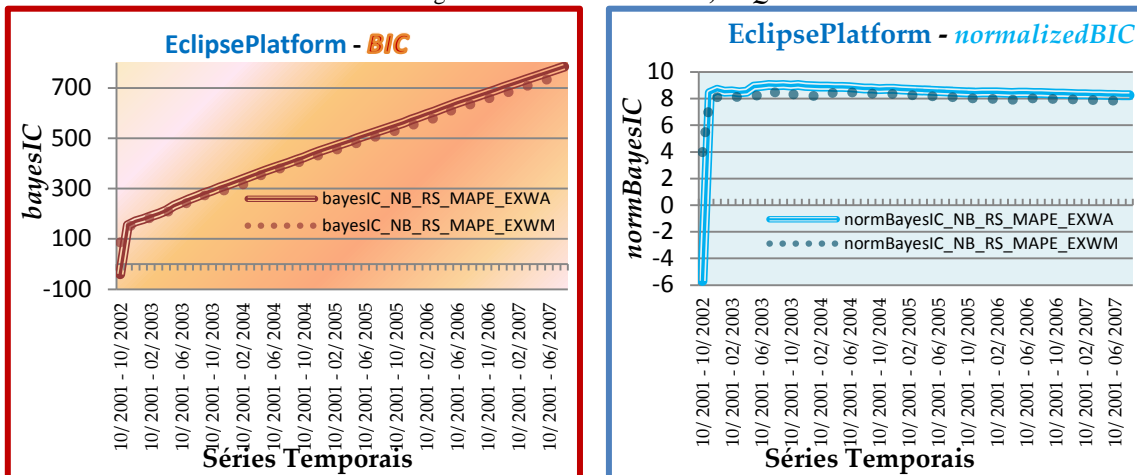 EclipsePlatform - BIC
700
500
300
100
-100
bayesIC
bayesIC_NB_RS_MAPE_EXWA
bayesIC_NB_RS_MAPE_EXWM
10/ 2001 - 10/ 2002
10/ 2001 - 02/ 2003
10/ 2001 - 06/ 2003
10/ 2001 - 10/ 2003
10/ 2001 - 02/ 2004
10/ 2001 - 06/ 2004
10/ 2001 - 10/ 2004
10/ 2001 - 02/ 2005
10/ 2001 - 06/ 2005
10/ 2001 - 10/ 2005
10/ 2001 - 02/ 2006
10/ 2001 - 06/ 2006
10/ 2001 - 10/ 2006
10/ 2001 - 02/ 2007
10/ 2001 - 06/ 2007
Séries Temporais
EclipsePlatform - normalizedBIC
10
8
6
4
2
0
-2
-4
-6
normBayesIC
normBayesIC_NB_RS_MAPE_EXWA
normBayesIC_NB_RS_MAPE_EXWM
10/ 2001 - 10/ 2002
10/ 2001 - 02/ 2003
10/ 2001 - 06/ 2003
10/ 2001 - 10/ 2003
10/ 2001 - 02/ 2004
10/ 2001 - 06/ 2004
10/ 2001 - 10/ 2004
10/ 2001 - 02/ 2005
10/ 2001 - 06/ 2005
10/ 2001 - 10/ 2005
10/ 2001 - 02/ 2006
10/ 2001 - 06/ 2006
10/ 2001 - 10/ 2006
10/ 2001 - 02/ 2007
10/ 2001 - 06/ 2007
Séries Temporais